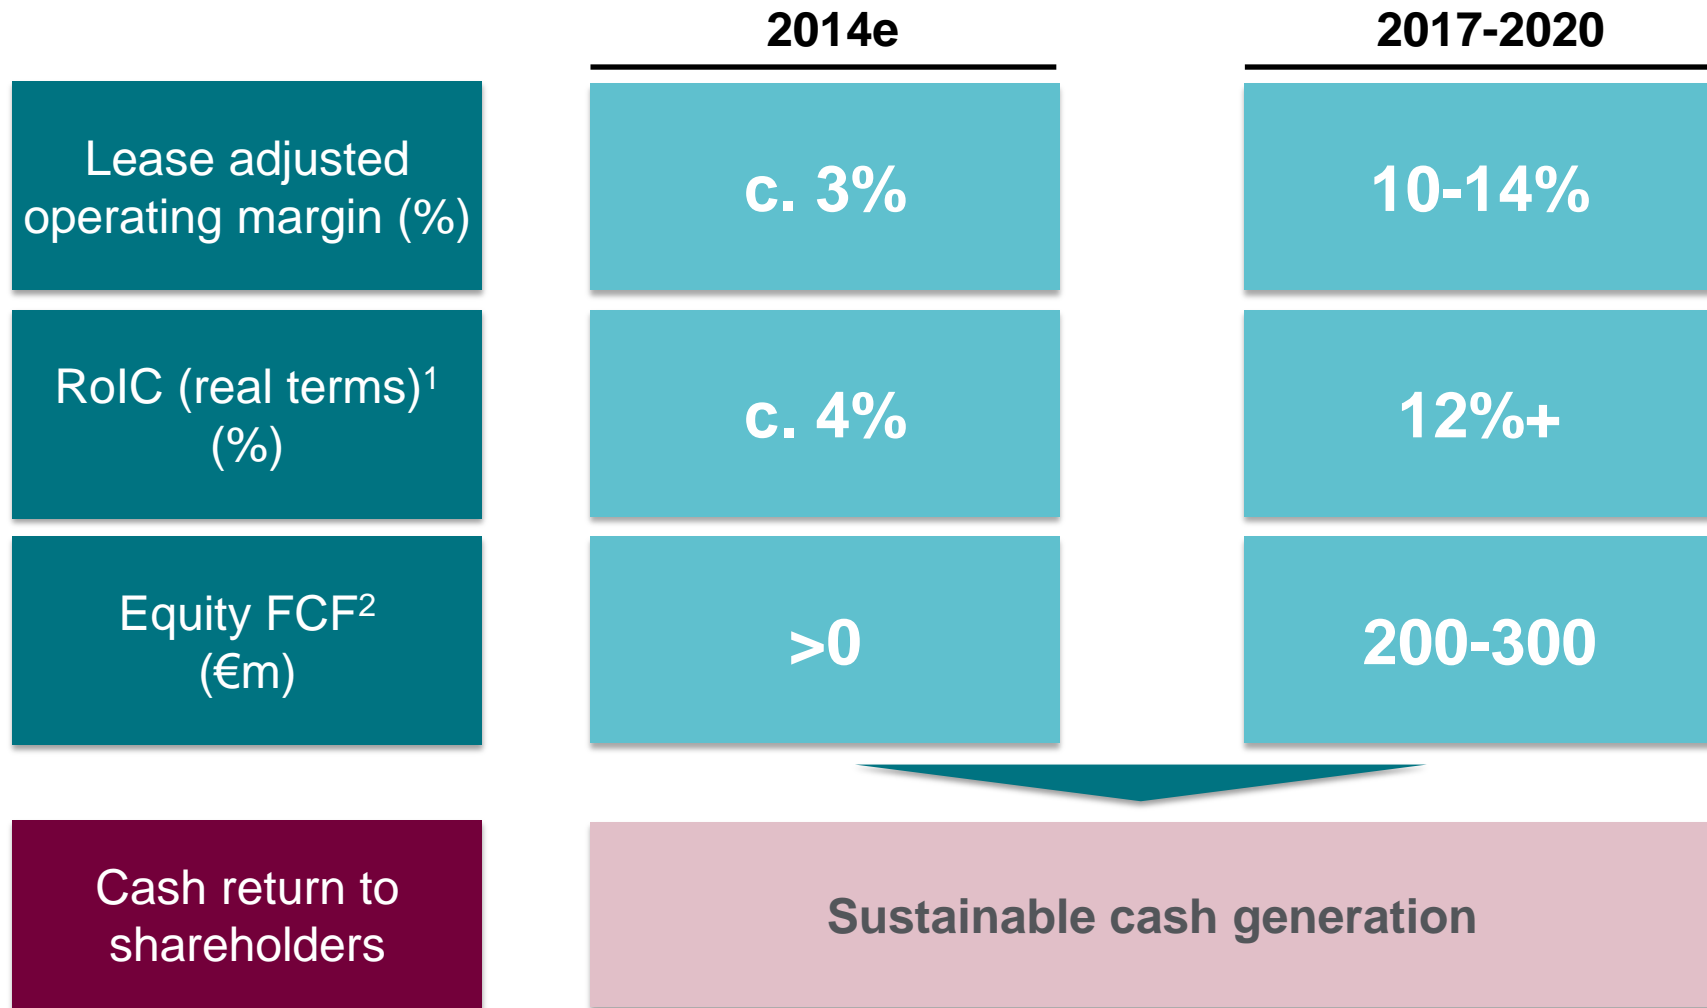 2014e
2017-2020
Lease adjusted
operating margin (%)
c. 3%
10-14%
RoIC (real terms)1
(%)
c. 4%
12%+
Equity FCF2
(€m)
>0
200-300
Cash return to
shareholders
Sustainable cash generation